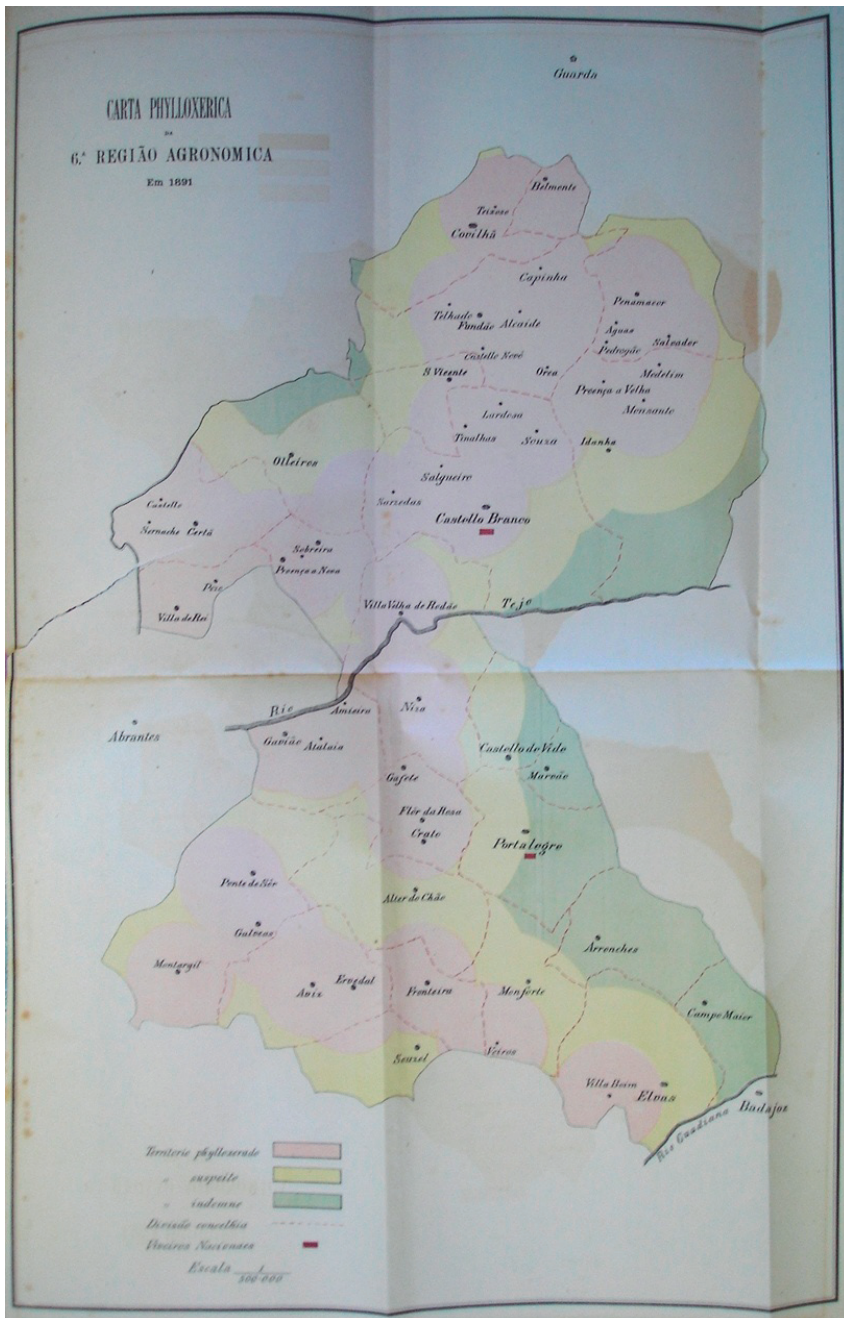 Guarda
CARTA PHYLLOXERICA
DA
6.ª REGIÃO AGRONOMICA
Em 1891
Belmonte
Teixoso
Covilhã
Capinha
Penamacor
Telhado
Fundão
Alcaide
Aguas
Pedrogão
Salvador
Castello Novo
S Vicente
Orca
Medelim
Proença a Velha
Monsanto
Lardosa
Tinalhas
Souza
Idanha
Olleiros
Salgueiro
Sarzedas
Castello
Sernache
Certã
Castello Branco
Sobreira
Proença a Nova
Pezo
Villa de Rei
Villa Velha de Rodão
Tejo
Rio
Amieira
Niza
Abrantes
Gavião
Atalaia
Castello de Vide
Marvão
Gafete
Flôr da Roza
Crato
Portalegre
Ponte de Sôr
Alter do Chão
Galveas
Arronches
Montargil
Aviz
Ervedal
Fronteira
Monforte
Campo Maior
Souzel
Veiros
Villa Boim
Elvas
Badajoz
Rio Guadiana
Territorio phylloxerado
" suspeito
" indemne
Divisão concelhia
Viveiros Nacionaes
Escala 1
500·000